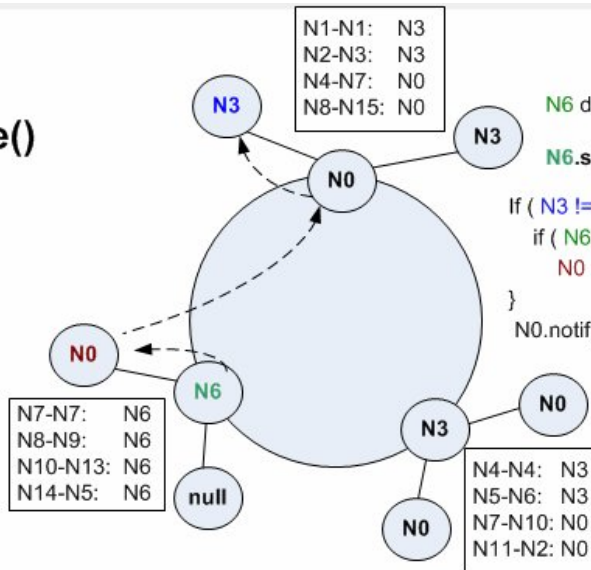 e()
N1-N1: N3
N2-N3: N3
N4-N7: N0
N8-N15: N0
N3
N3
N0
N6 d
N6.s
If ( N3 !=
if ( N6
N0
}
N0.notif
N0
N6
null
N7-N7: N6
N8-N9: N6
N10-N13: N6
N14-N5: N6
N3
N0
N0
N4-N4: N3
N5-N6: N3
N7-N10: N0
N11-N2: N0